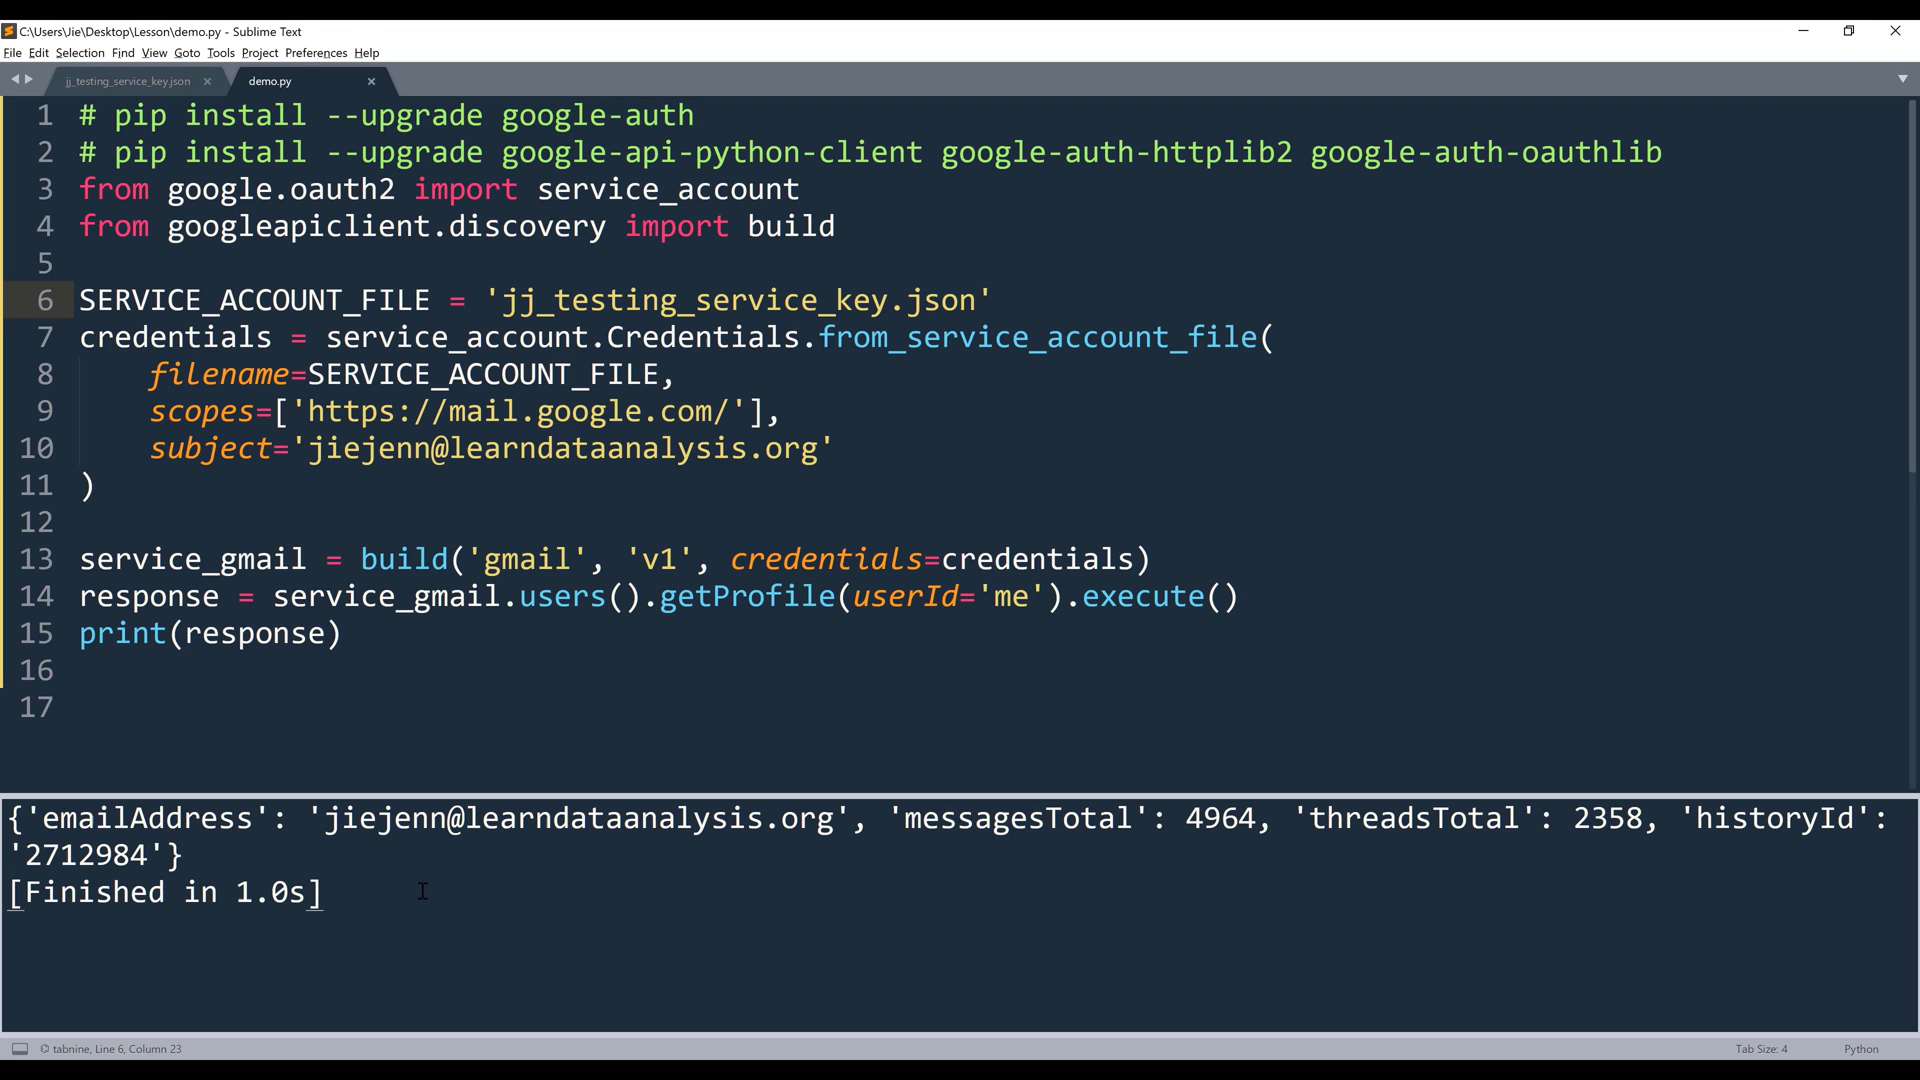 C:\Users\Jie\Desktop\Lesson\demo.py - Sublime Text
File Edit Selection Find View Goto Tools Project Preferences Help
jj_testing_service_key.json × demo.py ×
1 # pip install --upgrade google-auth
2 # pip install --upgrade google-api-python-client google-auth-httplib2 google-auth-oauthlib
3 from google.oauth2 import service_account
4 from googleapiclient.discovery import build
5
6 SERVICE_ACCOUNT_FILE = 'jj_testing_service_key.json'
7 credentials = service_account.Credentials.from_service_account_file(
8     filename=SERVICE_ACCOUNT_FILE,
9     scopes=['https://mail.google.com/'],
10     subject='jiejenn@learndataanalysis.org'
11 )
12
13 service_gmail = build('gmail', 'v1', credentials=credentials)
14 response = service_gmail.users().getProfile(userId='me').execute()
15 print(response)
16
17
{'emailAddress': 'jiejenn@learndataanalysis.org', 'messagesTotal': 4964, 'threadsTotal': 2358, 'historyId':
'2712984'}
[Finished in 1.0s]
tabnine, Line 6, Column 23 Tab Size: 4 Python